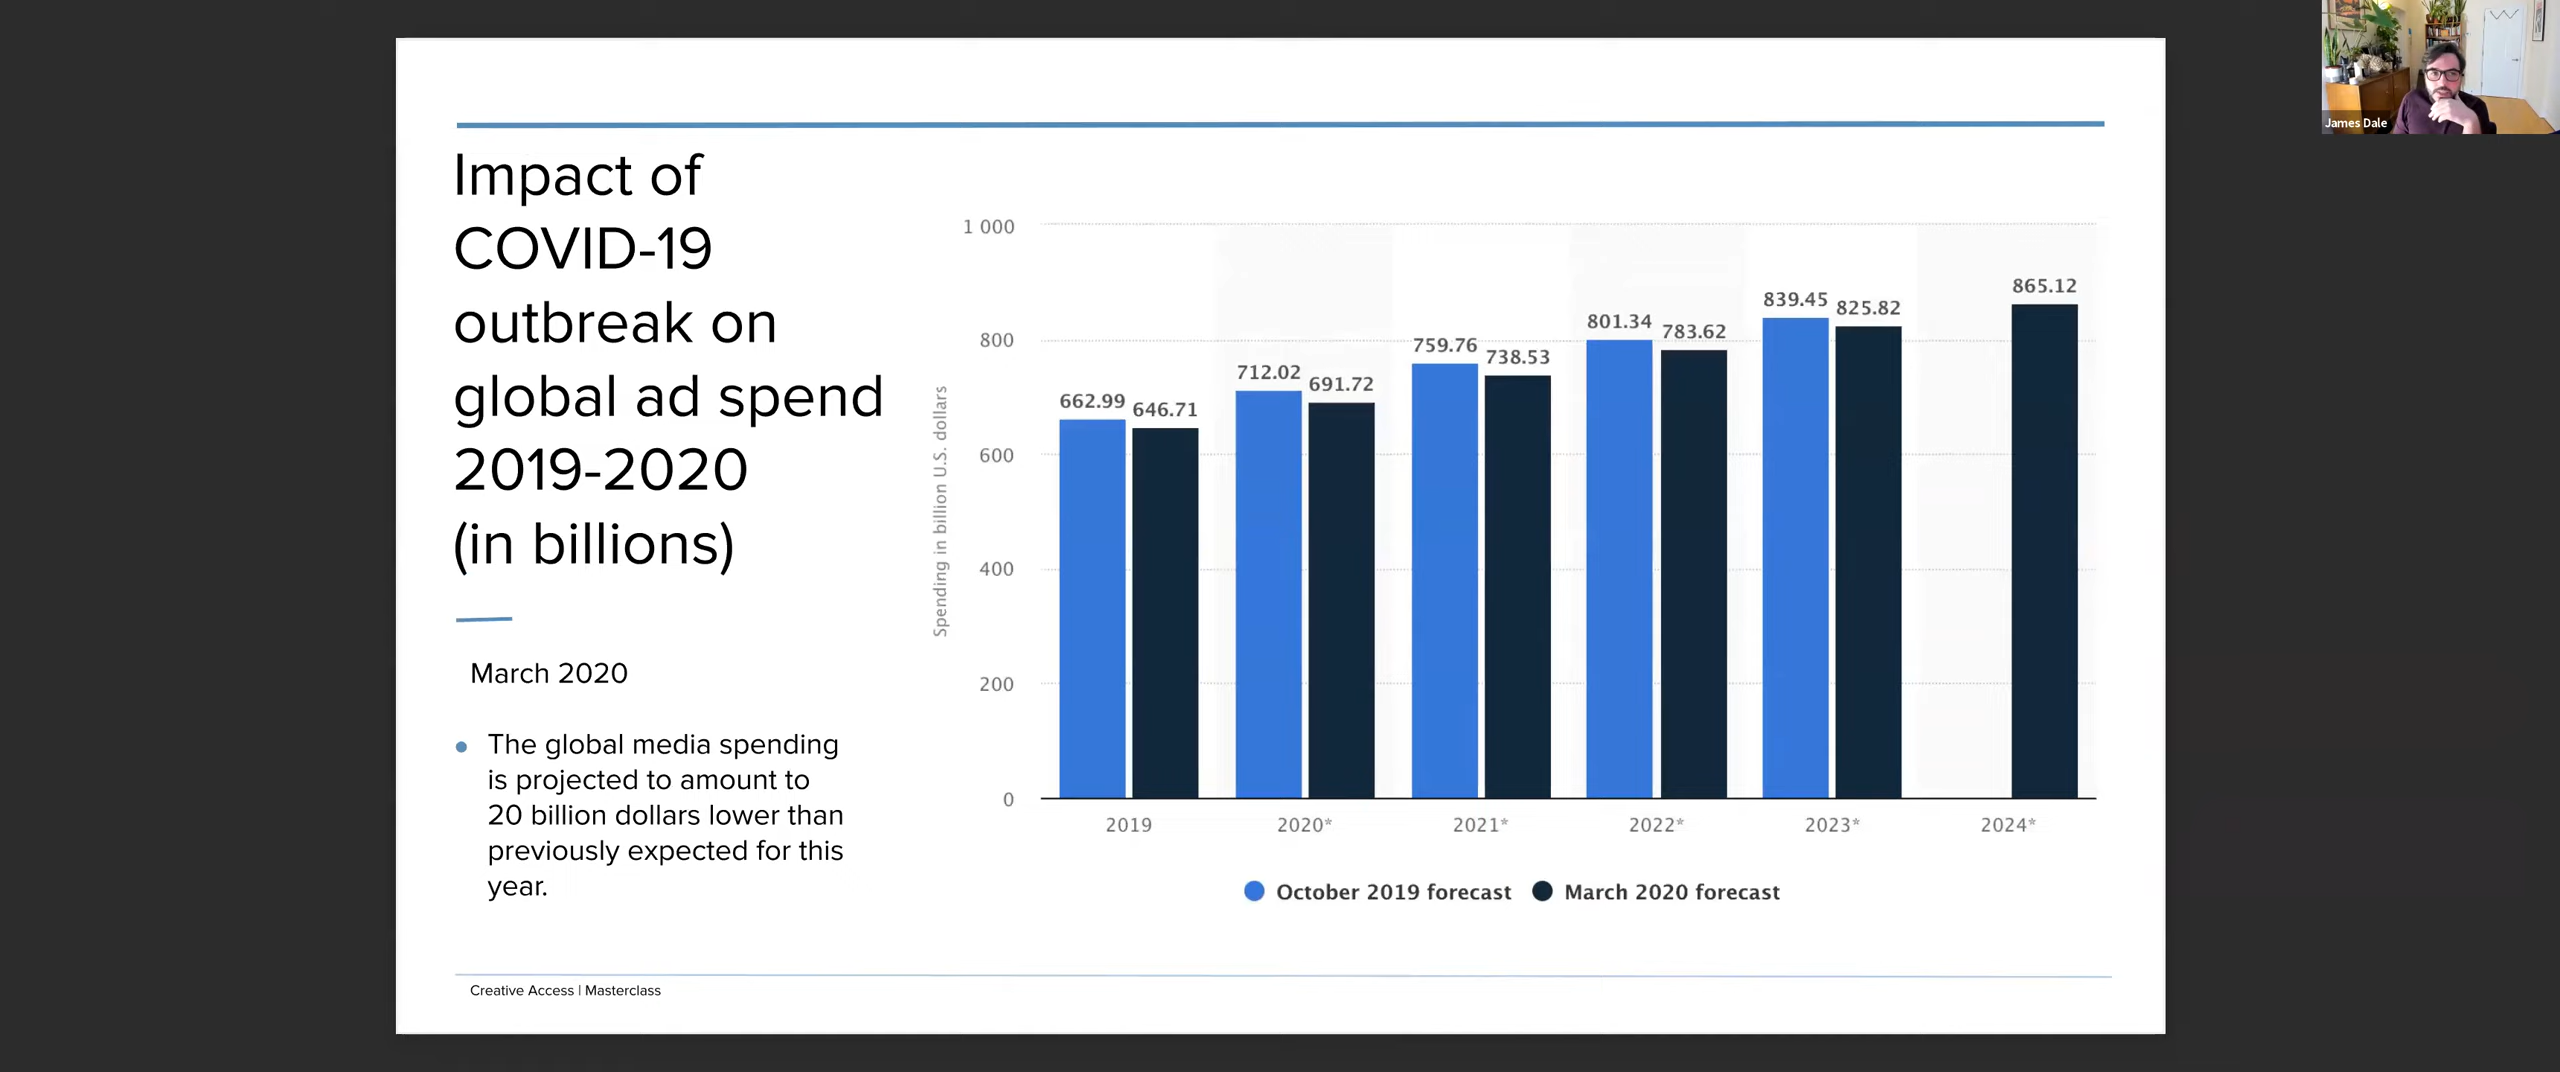 James Dale
Impact of
COVID-19
outbreak on
global ad spend
2019-2020
(in billions)
March 2020
The global media spending
is projected to amount to
20 billion dollars lower than
previously expected for this
year.
Spending in billion U.S. dollars
1 000
800
600
400
200
0
662.99 646.71
712.02 691.72
759.76 738.53
801.34 783.62
839.45 825.82
865.12
2019 2020* 2021* 2022* 2023* 2024*
October 2019 forecast March 2020 forecast
Creative Access | Masterclass